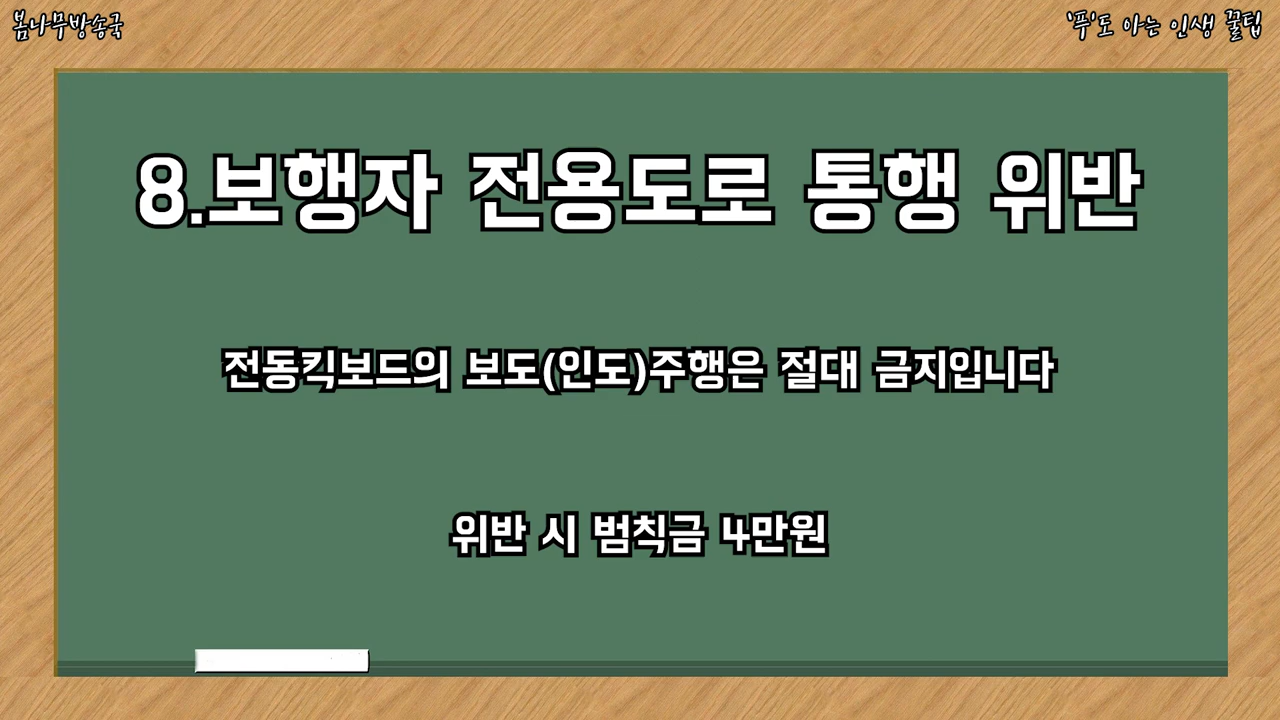 봄나무방송국
'푸'도 아는 인생 꿀팁
8.보행자 전용도로 통행 위반
전동킥보드의 보도(인도)주행은 절대 금지입니다
위반 시 범칙금 4만원